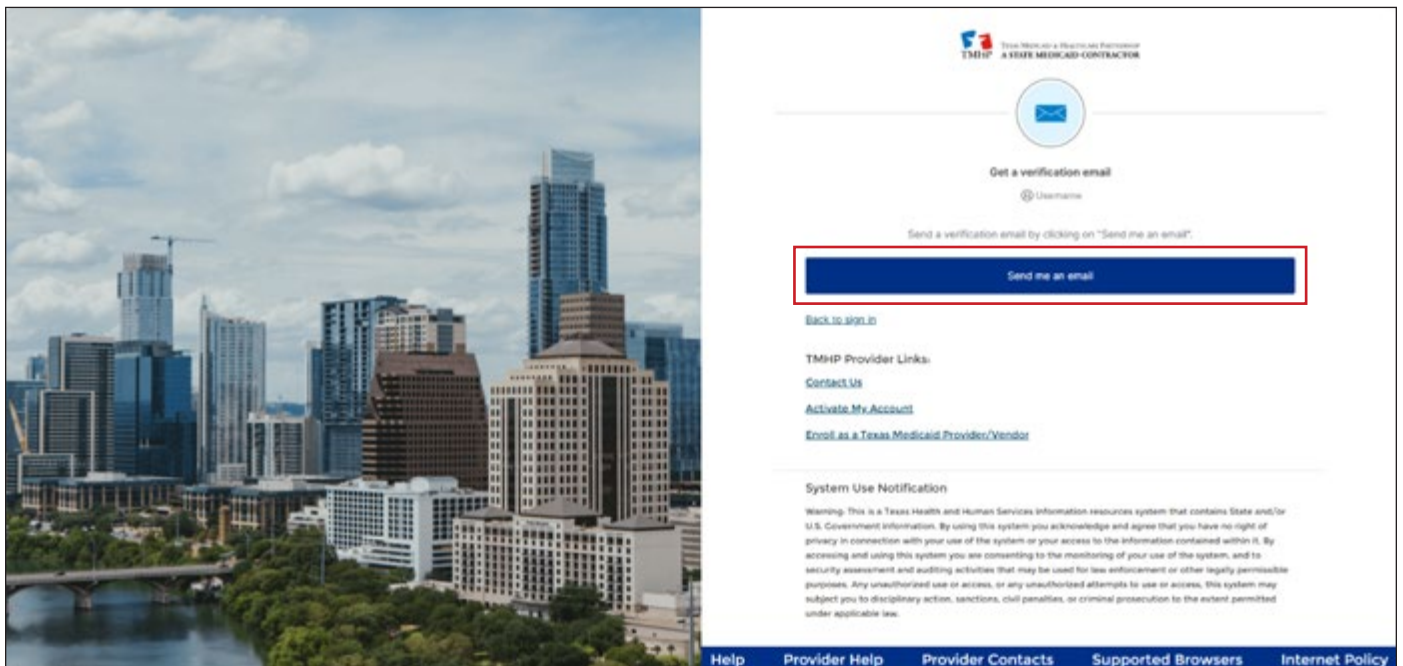 TMHP
TEXAS MEDICAID & HEALTHCARE PARTNERSHIP
A STATE MEDICAID CONTRACTOR
Get a verification email
Username
Send a verification email by clicking on "Send me an email".
Send me an email
Back to sign in
TMHP Provider Links:
Contact Us
Activate My Account
Enroll as a Texas Medicaid Provider/Vendor
System Use Notification
Warning: This is a Texas Health and Human Services information resources system that contains State and/or
U.S. Government information. By using this system you acknowledge and agree that you have no right of
privacy in connection with your use of the system or your access to the information contained within it. By
accessing and using this system you are consenting to the monitoring of your use of the system, and to
security assessment and auditing activities that may be used for law enforcement or other legally permissible
purposes. Any unauthorized use or access, or any unauthorized attempts to use or access, this system may
subject you to disciplinary action, sanctions, civil penalties, or criminal prosecution to the extent permitted
under applicable law.
Help Provider Help Provider Contacts Supported Browsers Internet Policy